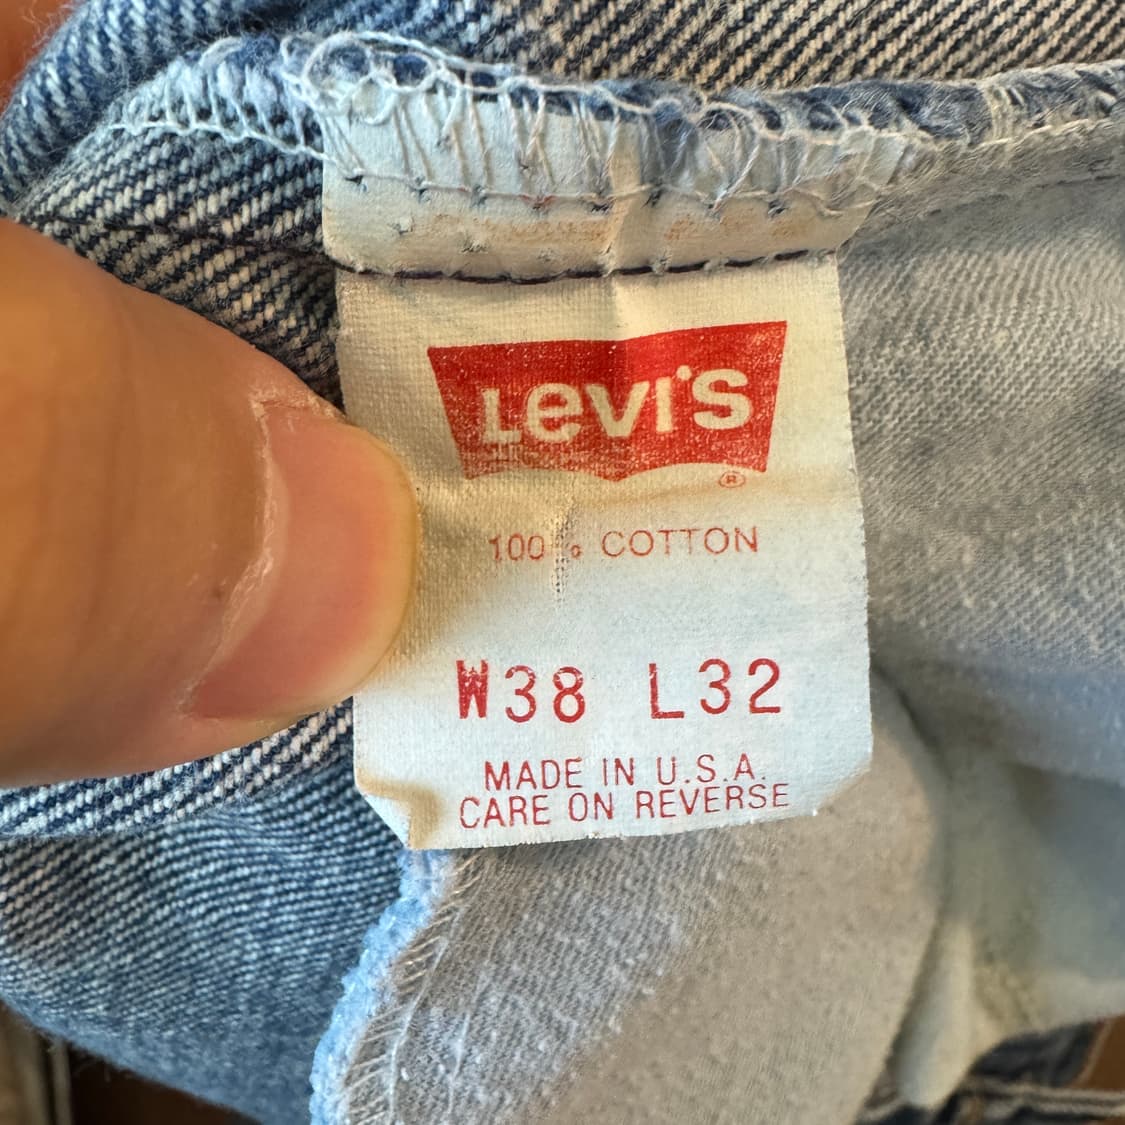 Levi's
®
100% COTTON
W38 L32
MADE IN U.S.A.
CARE ON REVERSE